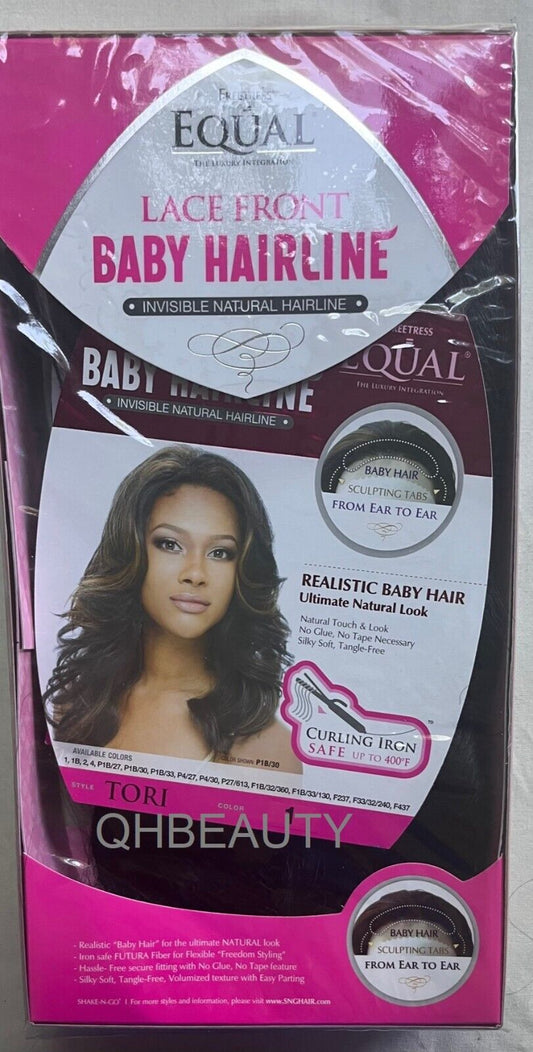 FREETRESS
EQUAL
THE LUXURY INTEGRATION
LACE FRONT
BABY HAIRLINE
• INVISIBLE NATURAL HAIRLINE •
REETRESS
EQUAL®
THE LUXURY INTEGRATION
BABY HAIRLINE
• INVISIBLE NATURAL HAIRLINE •
BABY HAIR
SCULPTING TABS
FROM EAR TO EAR
REALISTIC BABY HAIR
Ultimate Natural Look
Natural Touch & Look
No Glue, No Tape Necessary
Silky Soft, Tangle-Free
CURLING IRON
SAFE UP TO 400°F
COLOR SHOWN: P1B/30
AVAILABLE COLORS
1, 1B, 2, 4, P1B/27, P1B/30, P1B/33, P4/27, P4/30, P27/613, F1B/32/360, F1B/33/130, F237, F33/32/240, F437
STYLE TORI COLOR 1
QHBEAUTY
BABY HAIR
SCULPTING TABS
FROM EAR TO EAR
- Realistic "Baby Hair" for the ultimate NATURAL look
- Iron safe FUTURA Fiber for Flexible "Freedom Styling"
- Hassle- Free secure fitting with No Glue, No Tape feature
- Silky Soft, Tangle-Free, Volumized texture with Easy Parting
SHAKE-N-GO® I For more styles and information, please visit www.SNGHAIR.com